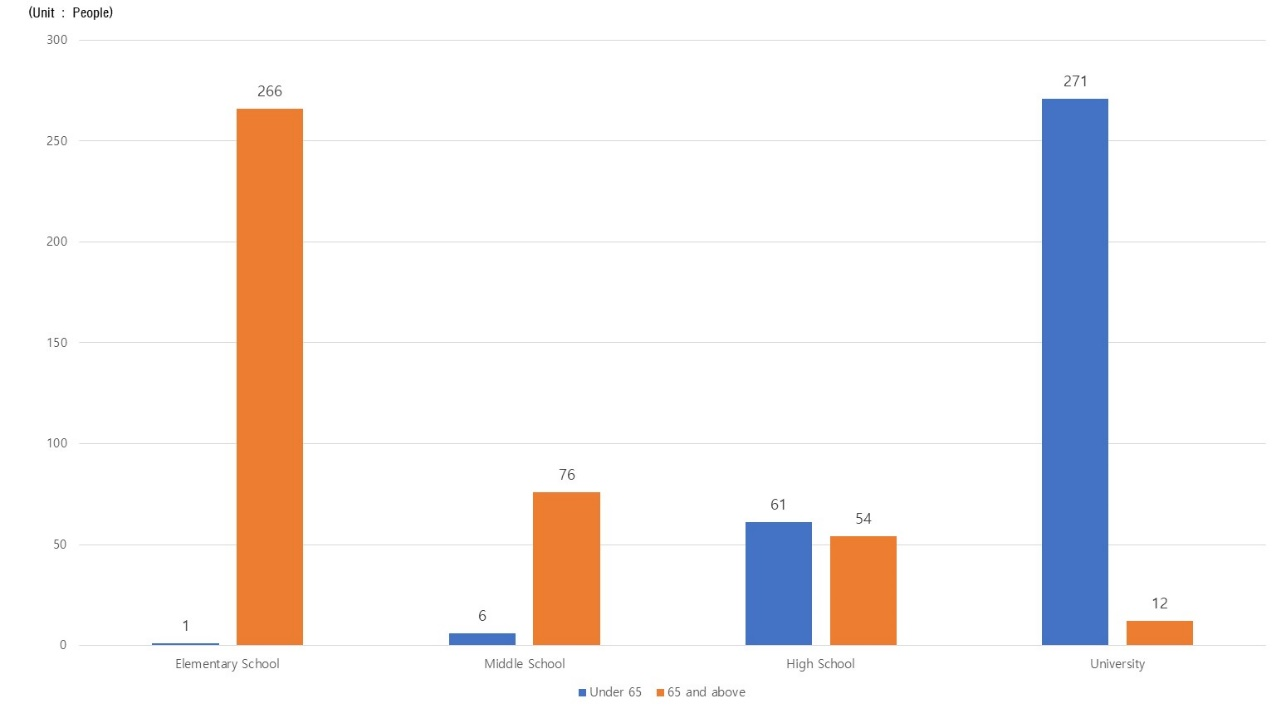 (Unit : People)
300
266
271
250
200
150
100
76
61
54
50
1
6
12
0
Elementary School
Middle School
High School
University
Under 65
65 and above